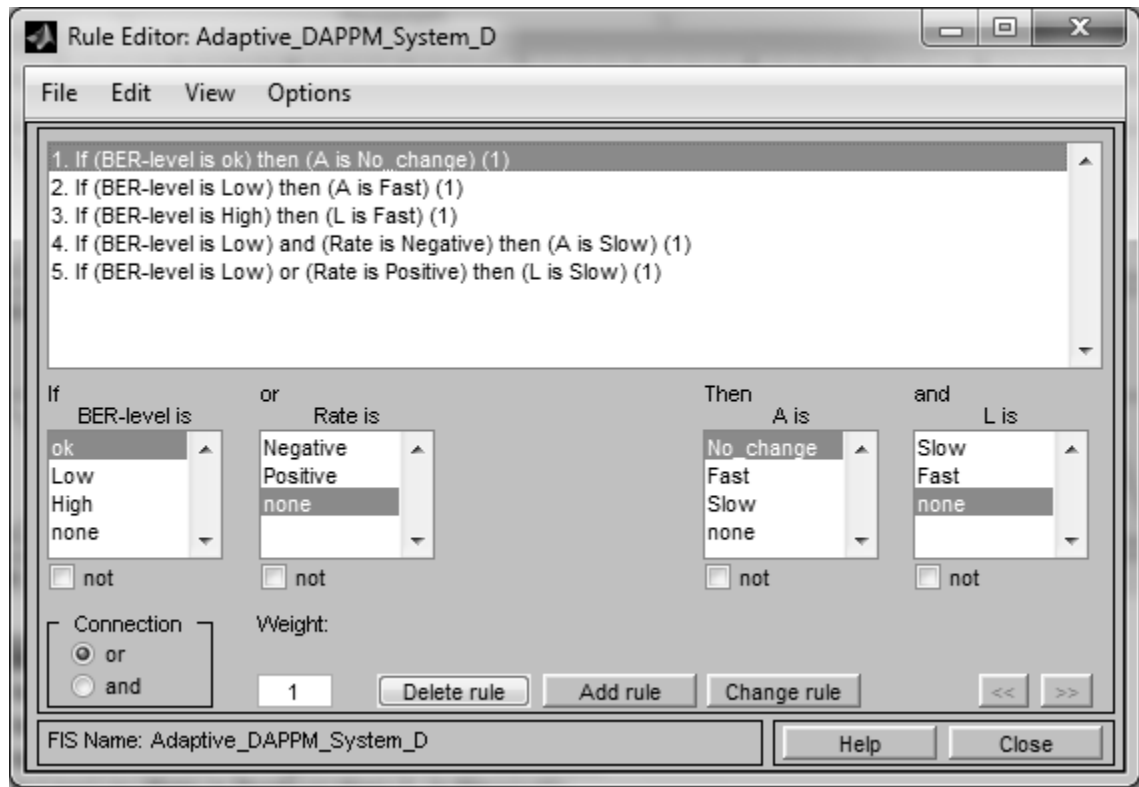 Rule Editor: Adaptive_DAPPM_System_D
File Edit View Options
1. If (BER-level is ok) then (A is No_change) (1)
2. If (BER-level is Low) then (A is Fast) (1)
3. If (BER-level is High) then (L is Fast) (1)
4. If (BER-level is Low) and (Rate is Negative) then (A is Slow) (1)
5. If (BER-level is Low) or (Rate is Positive) then (L is Slow) (1)
If or Then and
BER-level is Rate is A is L is
ok Negative No_change Slow
Low Positive Fast Fast
High none Slow none
none none
not not not not
Connection Weight:
or
and 1 Delete rule Add rule Change rule << >>
FIS Name: Adaptive_DAPPM_System_D Help Close